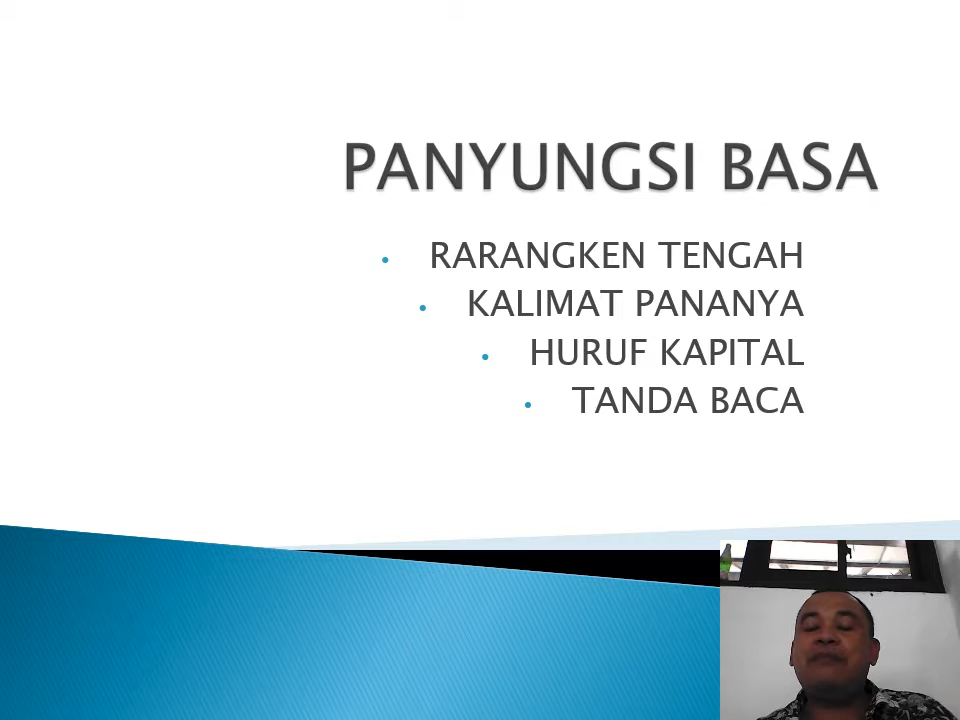 PANYUNGSI BASA
• RARANGKEN TENGAH
• KALIMAT PANANYA
• HURUF KAPITAL
• TANDA BACA